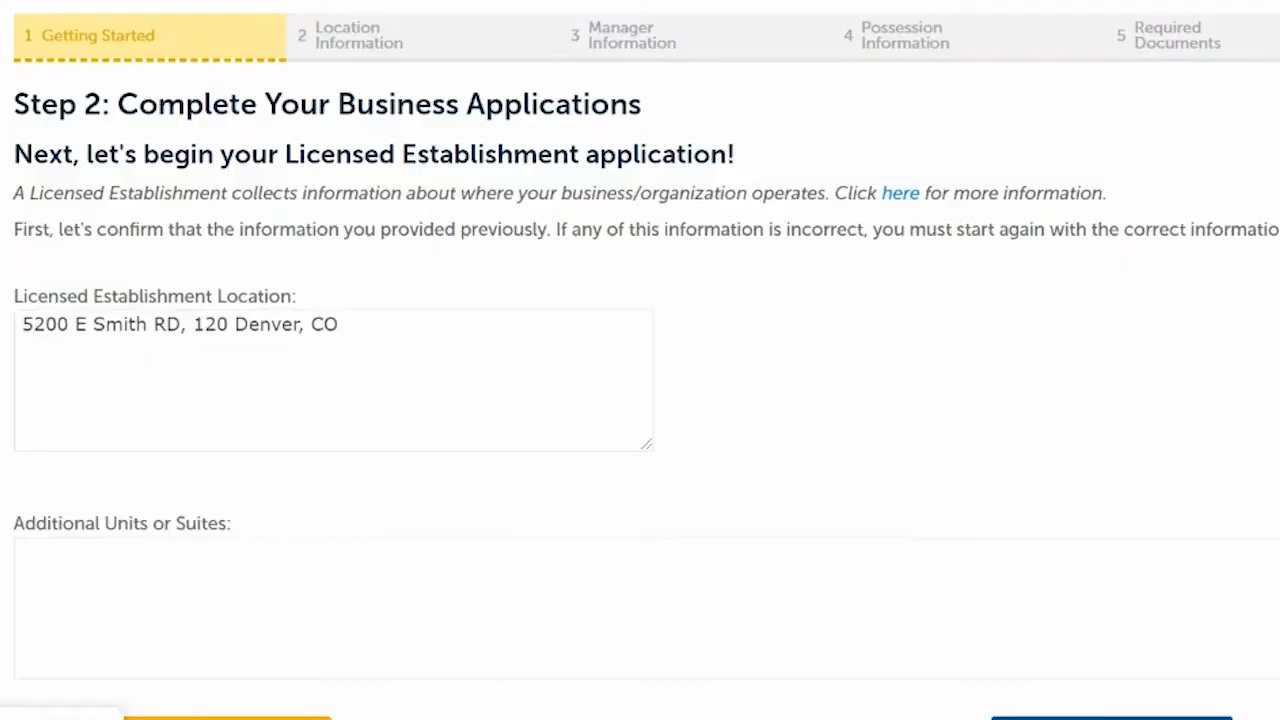 1 Getting Started
2 Location Information
3 Manager Information
4 Possession Information
5 Required Documents
Step 2: Complete Your Business Applications
Next, let's begin your Licensed Establishment application!
A Licensed Establishment collects information about where your business/organization operates. Click here for more information.
First, let's confirm that the information you provided previously. If any of this information is incorrect, you must start again with the correct informatio
Licensed Establishment Location:
5200 E Smith RD, 120 Denver, CO
Additional Units or Suites: